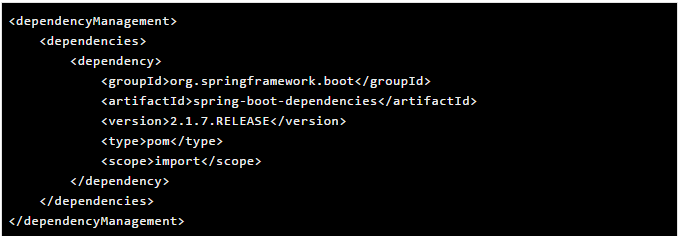 <dependencyManagement>
    <dependencies>
        <dependency>
            <groupId>org.springframework.boot</groupId>
            <artifactId>spring-boot-dependencies</artifactId>
            <version>2.1.7.RELEASE</version>
            <type>pom</type>
            <scope>import</scope>
        </dependency>
    </dependencies>
</dependencyManagement>